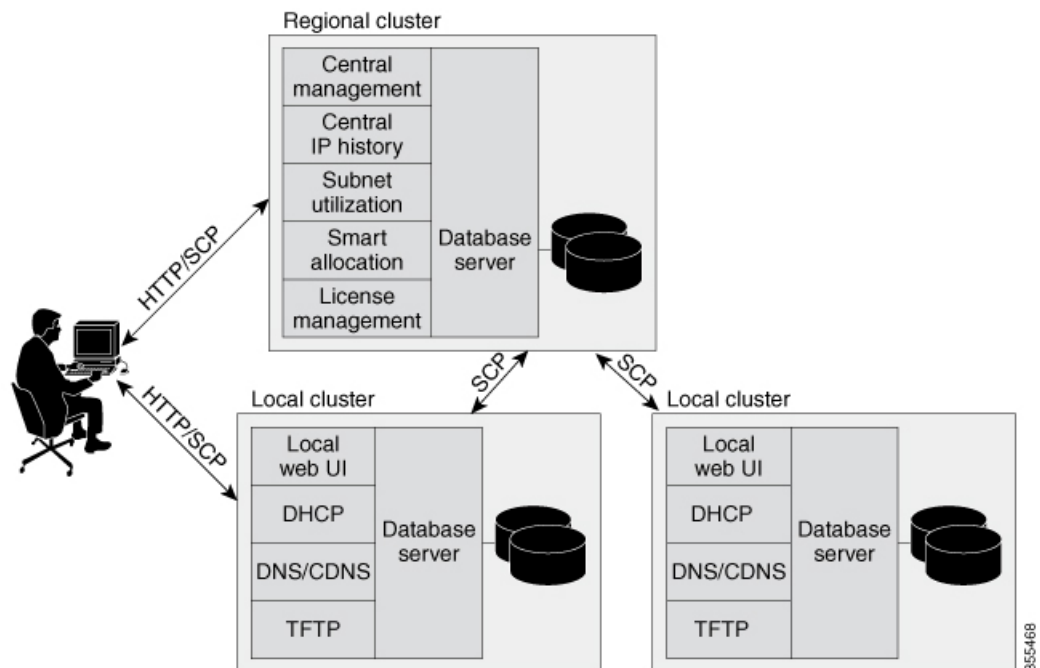 Regional cluster
Central
management
Central
IP history
Subnet
utilization
Smart
allocation
License
management
Database
server
HTTP/SCP
HTTP/SCP
SCP
SCP
Local cluster
Local
web UI
DHCP
DNS/CDNS
TFTP
Database
server
Local cluster
Local
web UI
DHCP
DNS/CDNS
TFTP
Database
server
355468